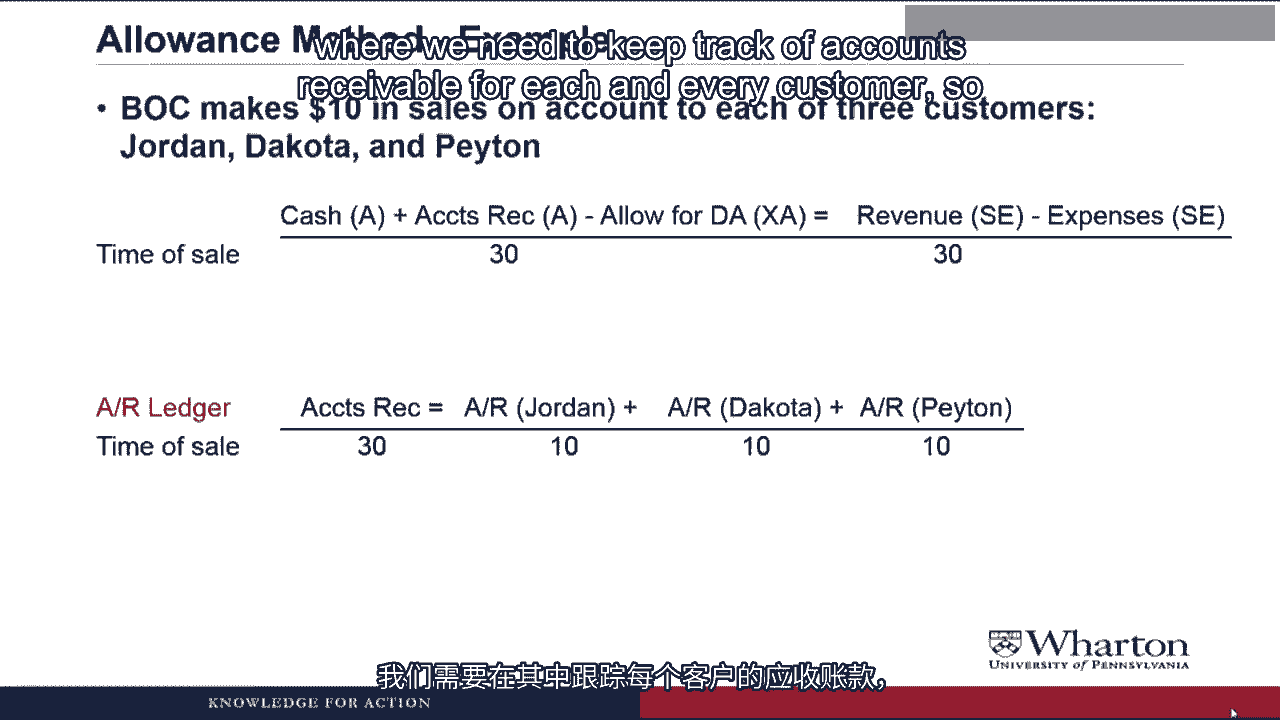 Allowance Method - Example
where we need to keep track of accounts
receivable for each and every customer, so
• BOC makes $10 in sales on account to each of three customers:
Jordan, Dakota, and Peyton
Cash (A) + Accts Rec (A) - Allow for DA (XA) = Revenue (SE) - Expenses (SE)
Time of sale 30 30
A/R Ledger Accts Rec = A/R (Jordan) + A/R (Dakota) + A/R (Peyton)
Time of sale 30 10 10 10
Wharton
UNIVERSITY of PENNSYLVANIA
我们需要在其中跟踪每个客户的应收账款，
KNOWLEDGE FOR ACTION